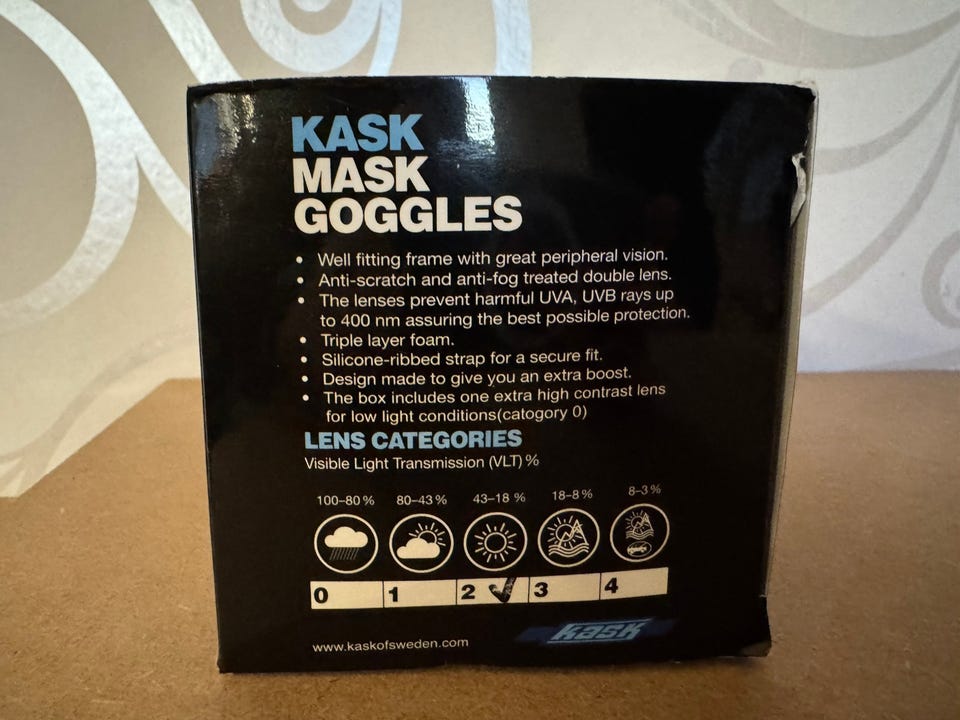 KASK
MASK
GOGGLES
• Well fitting frame with great peripheral vision.
• Anti-scratch and anti-fog treated double lens.
• The lenses prevent harmful UVA, UVB rays up
to 400 nm assuring the best possible protection.
• Triple layer foam.
• Silicone-ribbed strap for a secure fit.
• Design made to give you an extra boost.
• The box includes one extra high contrast lens
for low light conditions(catogory 0)
LENS CATEGORIES
Visible Light Transmission (VLT) %
100–80 % 80–43 % 43–18 % 18–8 % 8–3 %
0 1 2 3 4
www.kaskofsweden.com
kask